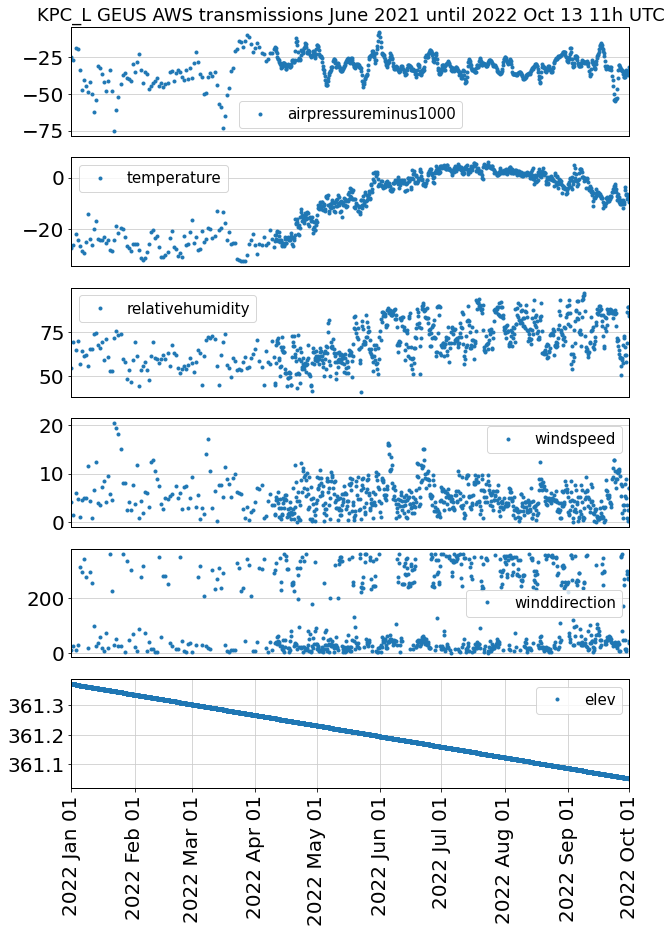 KPC_L GEUS AWS transmissions June 2021 until 2022 Oct 13 11h UTC
−25
−50
−75
airpressureminus1000
0
−20
temperature
75
50
relativehumidity
20
10
0
windspeed
200
0
winddirection
361.3
361.2
361.1
elev
2022 Jan 01
2022 Feb 01
2022 Mar 01
2022 Apr 01
2022 May 01
2022 Jun 01
2022 Jul 01
2022 Aug 01
2022 Sep 01
2022 Oct 01